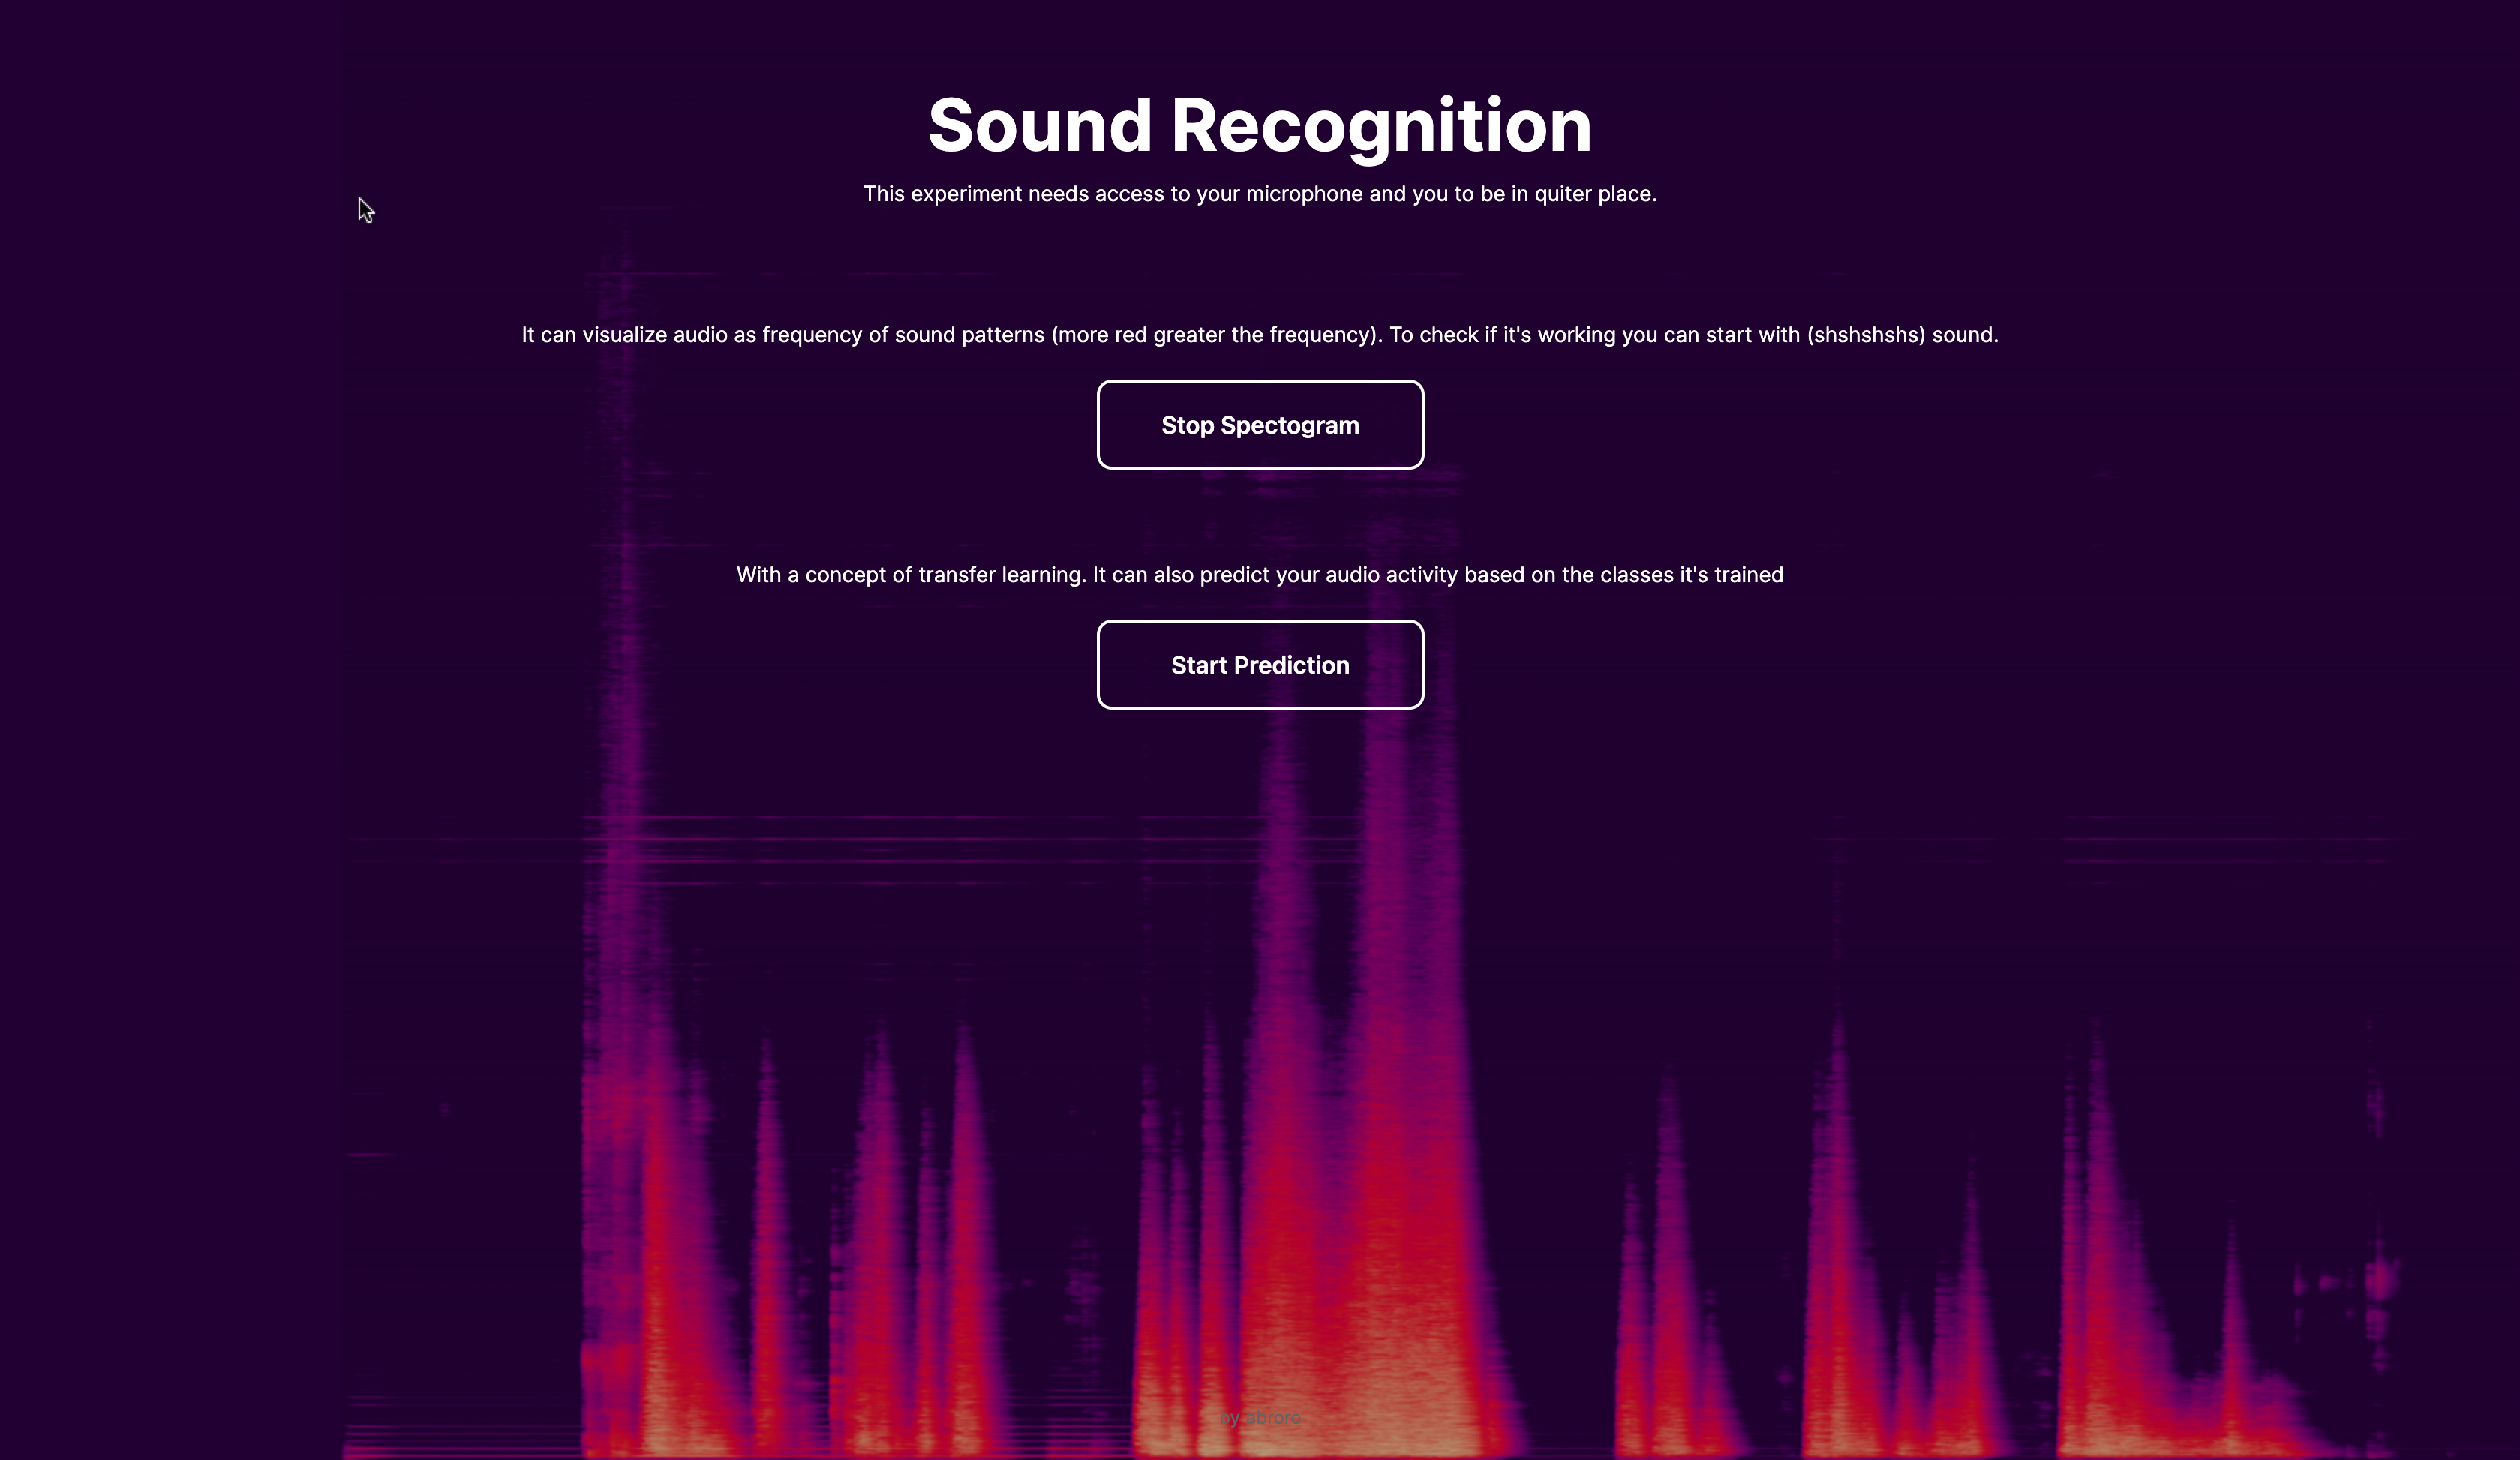 Sound Recognition
This experiment needs access to your microphone and you to be in quiter place.
It can visualize audio as frequency of sound patterns (more red greater the frequency). To check if it's working you can start with (shshshshs) sound.
Stop Spectogram
With a concept of transfer learning. It can also predict your audio activity based on the classes it's trained
Start Prediction
by abroro